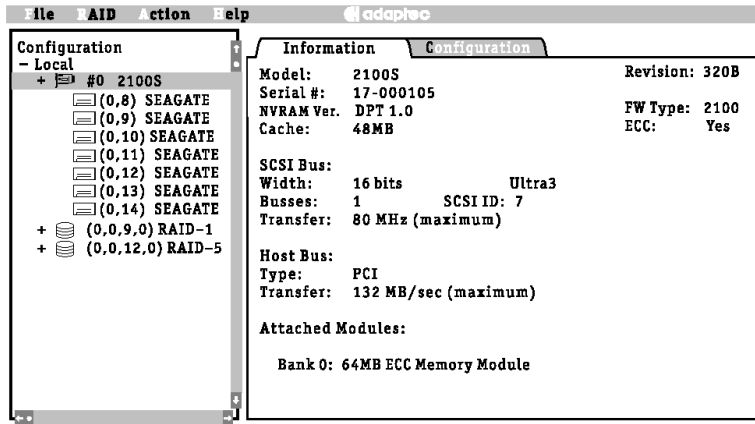 File RAID Action Help
adaptec
Configuration
– Local
+ #0 2100S
(0,8) SEAGATE
(0,9) SEAGATE
(0,10) SEAGATE
(0,11) SEAGATE
(0,12) SEAGATE
(0,13) SEAGATE
(0,14) SEAGATE
+ (0,0,9,0) RAID-1
+ (0,0,12,0) RAID-5
Information Configuration
Model: 2100S Revision: 320B
Serial #: 17-000105
NVRAM Ver. DPT 1.0 FW Type: 2100
Cache: 48MB ECC: Yes
SCSI Bus:
Width: 16 bits Ultra3
Busses: 1 SCSI ID: 7
Transfer: 80 MHz (maximum)
Host Bus:
Type: PCI
Transfer: 132 MB/sec (maximum)
Attached Modules:
Bank 0: 64MB ECC Memory Module